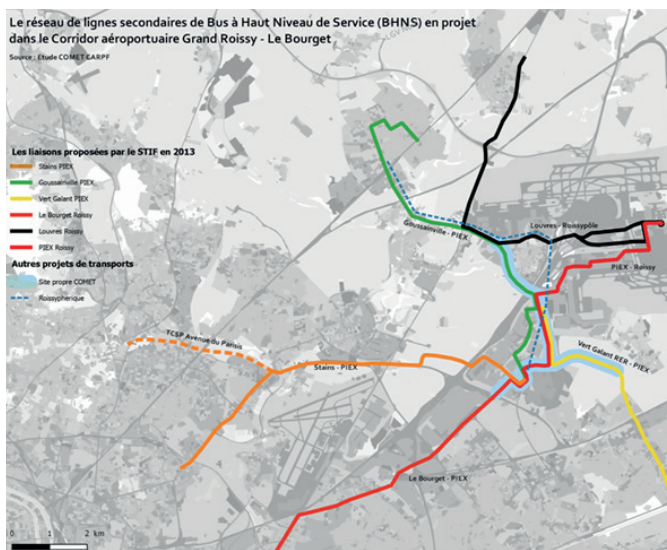 Le réseau de lignes secondaires de Bus à Haut Niveau de Service (BHNS) en projet
dans le Corridor aéroportuaire Grand Roissy - Le Bourget
Source : Etude COMET CARPF
LGV
Les liaisons proposées par le STIF en 2013
Stains PIEX
Goussainville PIEX
Vert Galant PIEX
Le Bourget Roissy
Louvres Roissy
PIEX Roissy
Autres projets de transports
Site propre COMET
Roissyphérique
Goussainville - PIEX
Louvres - Roissypôle
PIEX - Roissy
TCSP Avenue du Parisis
Stains - PIEX
Vert Galant RER - PIEX
Le Bourget - PIEX
0 1 2 km